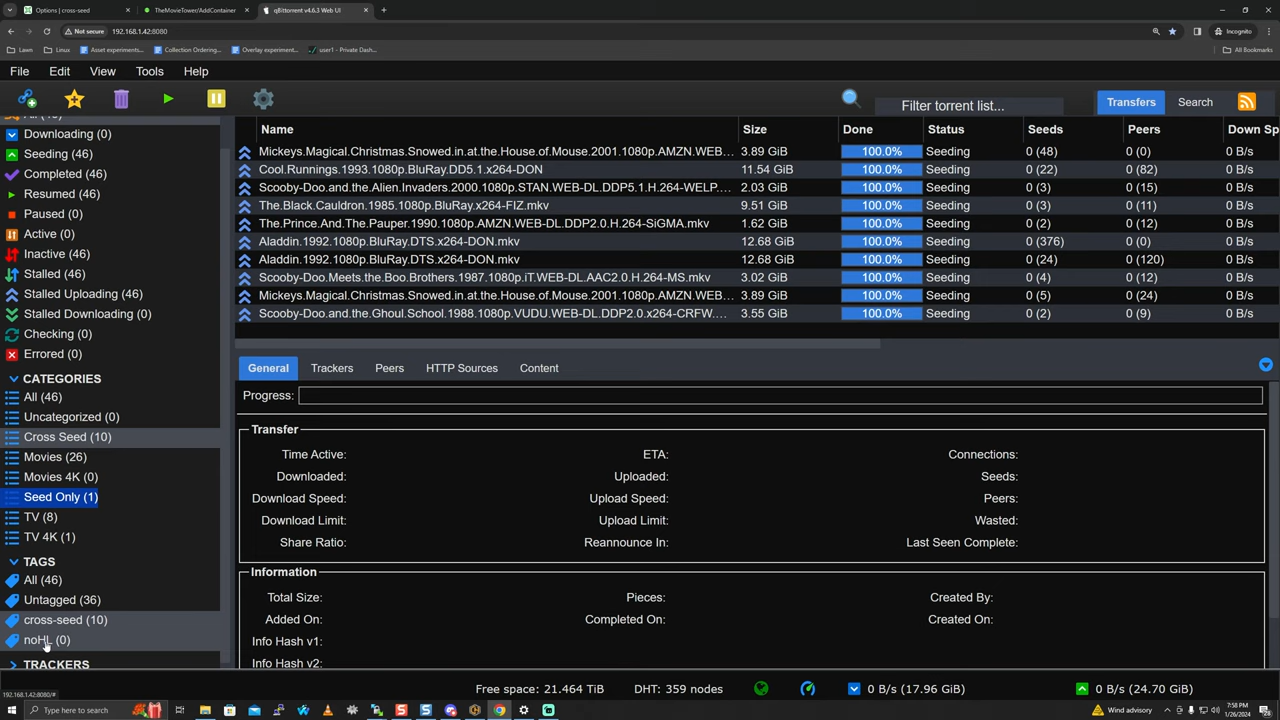 Options | cross-seed
TheMovieTower/AddContainer
qBittorrent v4.6.3 Web UI
Not secure 192.168.1.42:8080
Incognito
Lawn
Linux
Asset experiments...
Collection Ordering...
Overlay experiment...
user1 - Private Dash...
All Bookmarks
File Edit View Tools Help
Filter torrent list...
Transfers Search
Downloading (0)
Seeding (46)
Completed (46)
Resumed (46)
Paused (0)
Active (0)
Inactive (46)
Stalled (46)
Stalled Uploading (46)
Stalled Downloading (0)
Checking (0)
Errored (0)
CATEGORIES
All (46)
Uncategorized (0)
Cross Seed (10)
Movies (26)
Movies 4K (0)
Seed Only (1)
TV (8)
TV 4K (1)
TAGS
All (46)
Untagged (36)
cross-seed (10)
noHL (0)
TRACKERS
Name Size Done Status Seeds Peers Down Sp
Mickeys.Magical.Christmas.Snowed.in.at.the.House.of.Mouse.2001.1080p.AMZN.WEB... 3.89 GiB 100.0% Seeding 0 (48) 0 (0) 0 B/s
Cool.Runnings.1993.1080p.BluRay.DD5.1.x264-DON 11.54 GiB 100.0% Seeding 0 (22) 0 (82) 0 B/s
Scooby-Doo.and.the.Alien.Invaders.2000.1080p.STAN.WEB-DL.DDP5.1.H.264-WELP.... 2.03 GiB 100.0% Seeding 0 (3) 0 (15) 0 B/s
The.Black.Cauldron.1985.1080p.BluRay.x264-FIZ.mkv 9.51 GiB 100.0% Seeding 0 (3) 0 (11) 0 B/s
The.Prince.And.The.Pauper.1990.1080p.AMZN.WEB-DL.DDP2.0.H.264-SiGMA.mkv 1.62 GiB 100.0% Seeding 0 (2) 0 (12) 0 B/s
Aladdin.1992.1080p.BluRay.DTS.x264-DON.mkv 12.68 GiB 100.0% Seeding 0 (376) 0 (0) 0 B/s
Aladdin.1992.1080p.BluRay.DTS.x264-DON.mkv 12.68 GiB 100.0% Seeding 0 (24) 0 (120) 0 B/s
Scooby-Doo.Meets.the.Boo.Brothers.1987.1080p.iT.WEB-DL.AAC2.0.H.264-MS.mkv 3.02 GiB 100.0% Seeding 0 (4) 0 (12) 0 B/s
Mickeys.Magical.Christmas.Snowed.in.at.the.House.of.Mouse.2001.1080p.AMZN.WEB... 3.89 GiB 100.0% Seeding 0 (5) 0 (24) 0 B/s
Scooby-Doo.and.the.Ghoul.School.1988.1080p.VUDU.WEB-DL.DDP2.0.x264-CRFW.... 3.55 GiB 100.0% Seeding 0 (2) 0 (9) 0 B/s
General Trackers Peers HTTP Sources Content
Progress:
Transfer
Time Active: ETA: Connections:
Downloaded: Uploaded: Seeds:
Download Speed: Upload Speed: Peers:
Download Limit: Upload Limit: Wasted:
Share Ratio: Reannounce In: Last Seen Complete:
Information
Total Size: Pieces: Created By:
Added On: Completed On: Created On:
Info Hash v1:
Info Hash v2:
192.168.1.42:8080/#
Free space: 21.464 TiB DHT: 359 nodes 0 B/s (17.96 GiB) 0 B/s (24.70 GiB)
Type here to search
Wind advisory
7:58 PM
1/26/2024